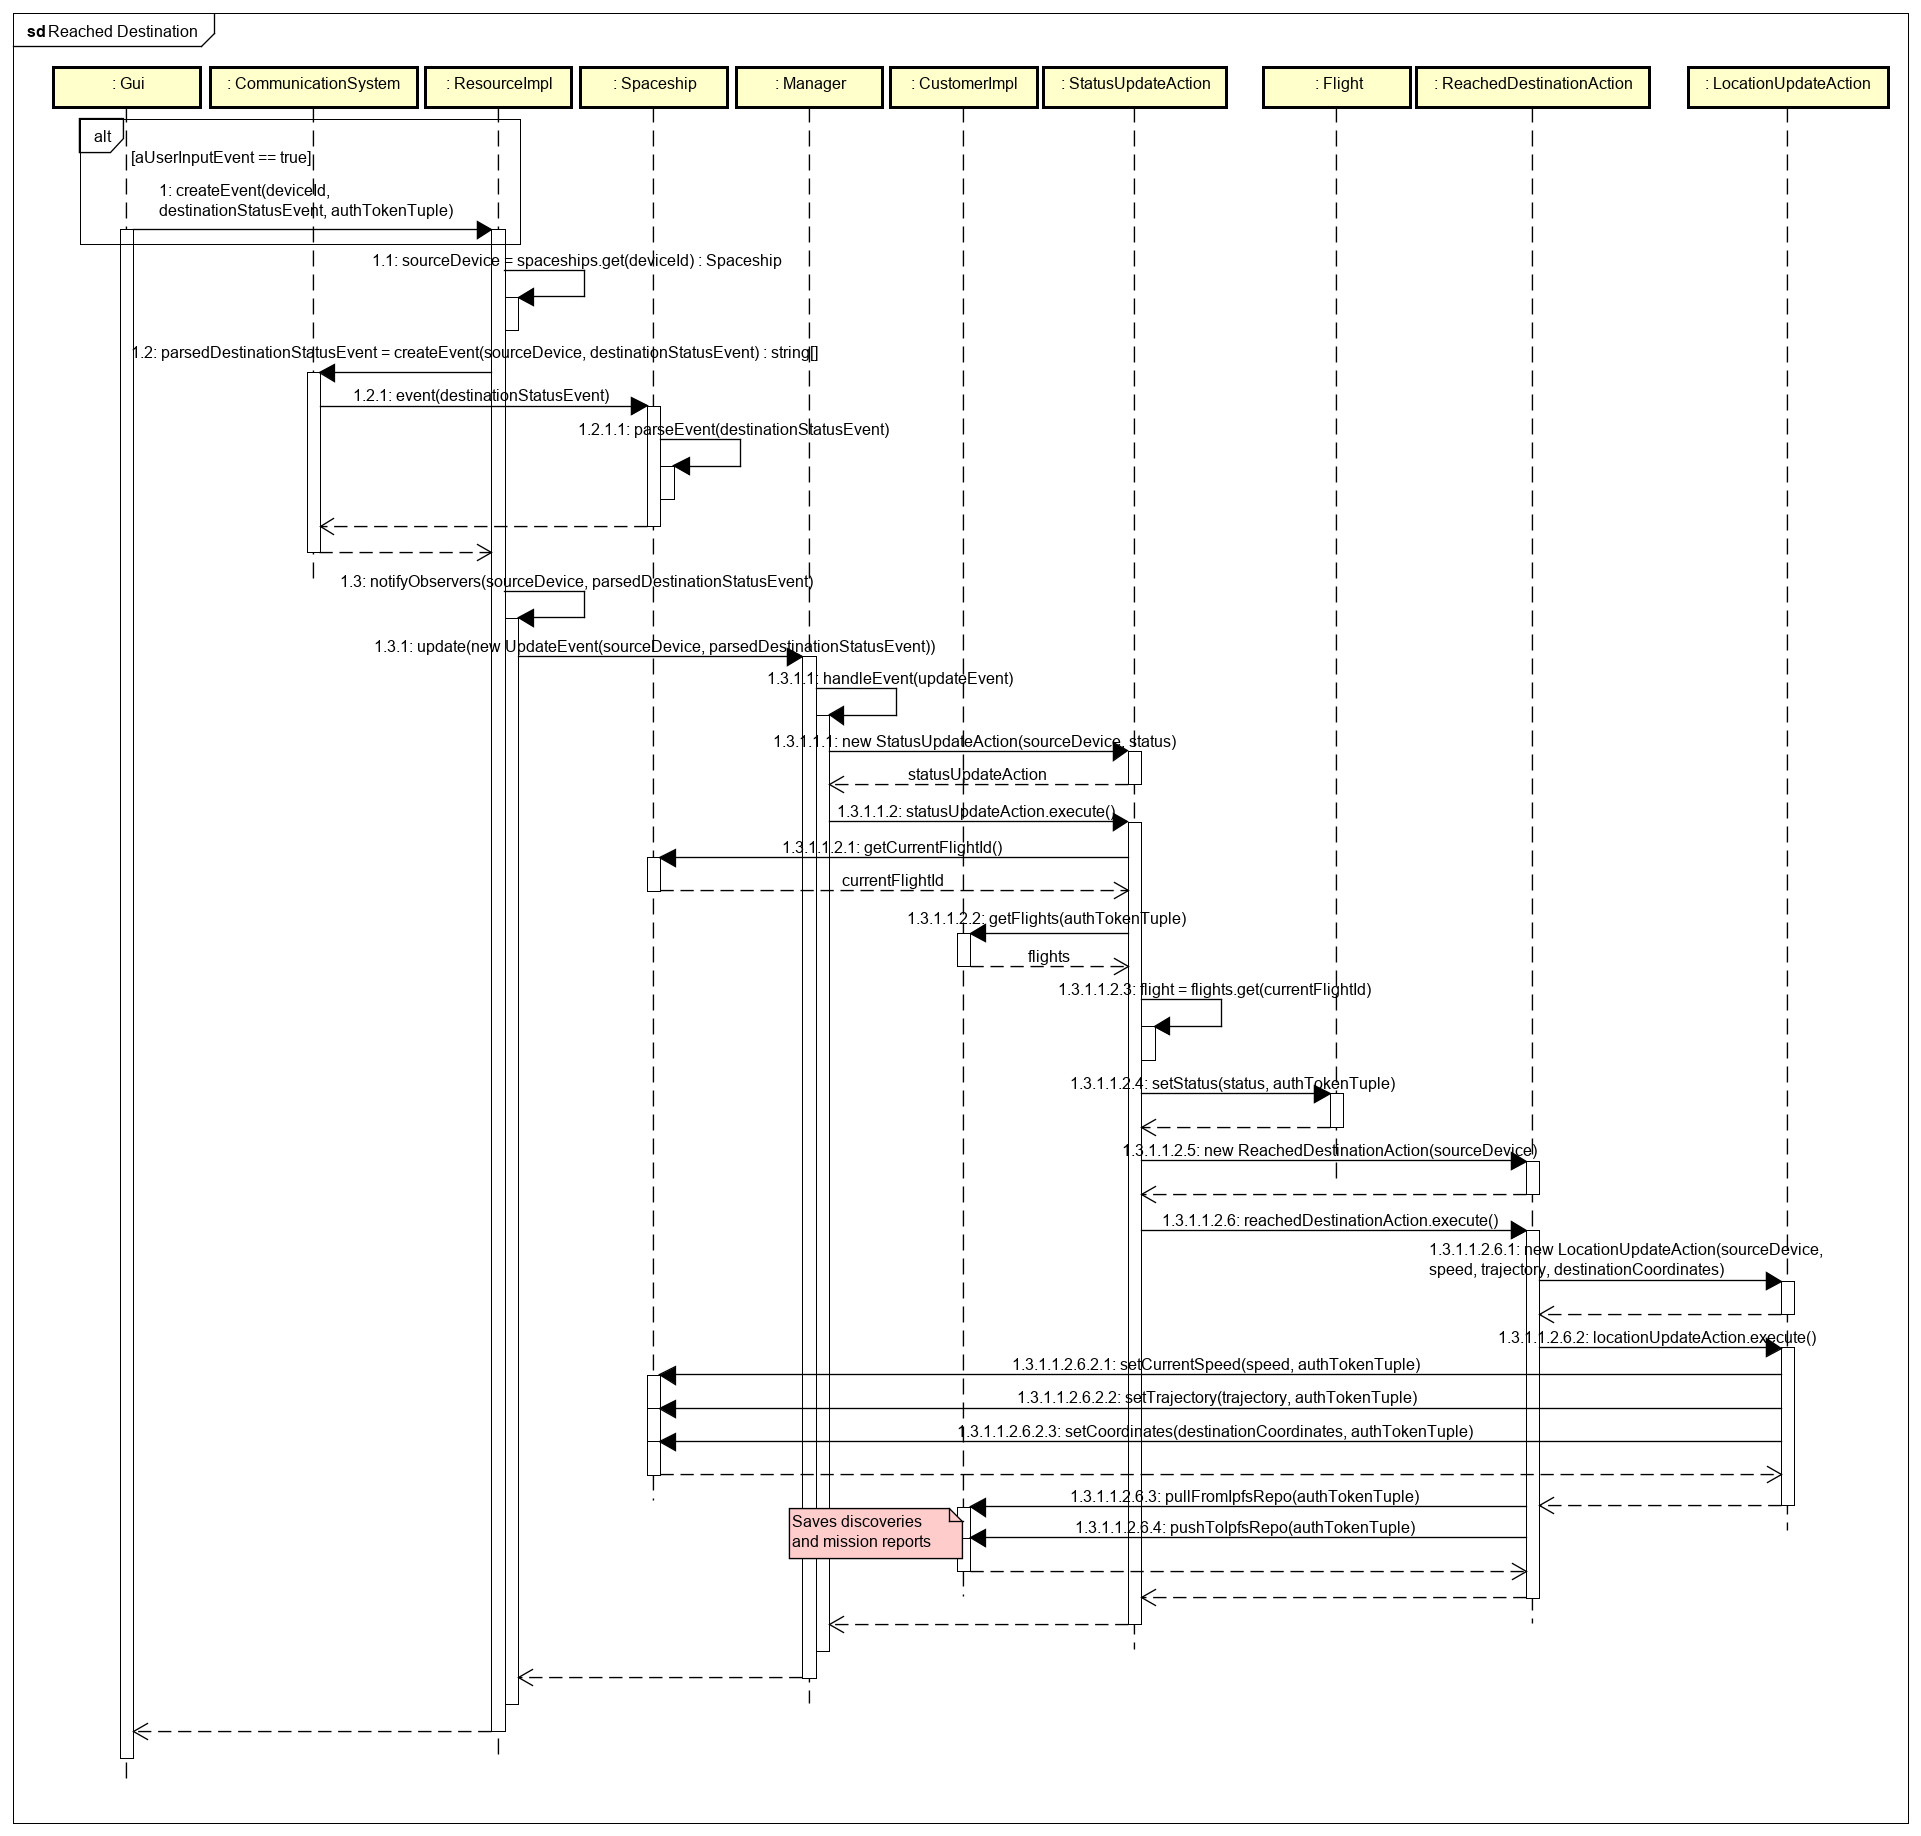 sd Reached Destination
: Gui
: CommunicationSystem
: ResourceImpl
: Spaceship
: Manager
: CustomerImpl
: StatusUpdateAction
: Flight
: ReachedDestinationAction
: LocationUpdateAction
alt
[aUserInputEvent == true]
1: createEvent(deviceId,
destinationStatusEvent, authTokenTuple)
1.1: sourceDevice = spaceships.get(deviceId) : Spaceship
1.2: parsedDestinationStatusEvent = createEvent(sourceDevice, destinationStatusEvent) : string[]
1.2.1: event(destinationStatusEvent)
1.2.1.1: parseEvent(destinationStatusEvent)
1.3: notifyObservers(sourceDevice, parsedDestinationStatusEvent)
1.3.1: update(new UpdateEvent(sourceDevice, parsedDestinationStatusEvent))
1.3.1.1: handleEvent(updateEvent)
1.3.1.1.1: new StatusUpdateAction(sourceDevice, status)
statusUpdateAction
1.3.1.1.2: statusUpdateAction.execute()
1.3.1.1.2.1: getCurrentFlightId()
currentFlightId
1.3.1.1.2.2: getFlights(authTokenTuple)
flights
1.3.1.1.2.3: flight = flights.get(currentFlightId)
1.3.1.1.2.4: setStatus(status, authTokenTuple)
1.3.1.1.2.5: new ReachedDestinationAction(sourceDevice)
1.3.1.1.2.6: reachedDestinationAction.execute()
1.3.1.1.2.6.1: new LocationUpdateAction(sourceDevice,
speed, trajectory, destinationCoordinates)
1.3.1.1.2.6.2: locationUpdateAction.execute()
1.3.1.1.2.6.2.1: setCurrentSpeed(speed, authTokenTuple)
1.3.1.1.2.6.2.2: setTrajectory(trajectory, authTokenTuple)
1.3.1.1.2.6.2.3: setCoordinates(destinationCoordinates, authTokenTuple)
1.3.1.1.2.6.3: pullFromIpfsRepo(authTokenTuple)
Saves discoveries
and mission reports
1.3.1.1.2.6.4: pushToIpfsRepo(authTokenTuple)